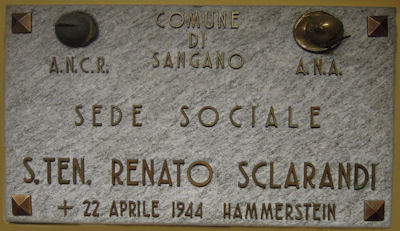 COMUNE
DI
SANGANO
A.N.C.R.
A.N.A.
SEDE SOCIALE
S.TEN. RENATO SCLARANDI
+ 22 APRILE 1944 HAMMERSTEIN